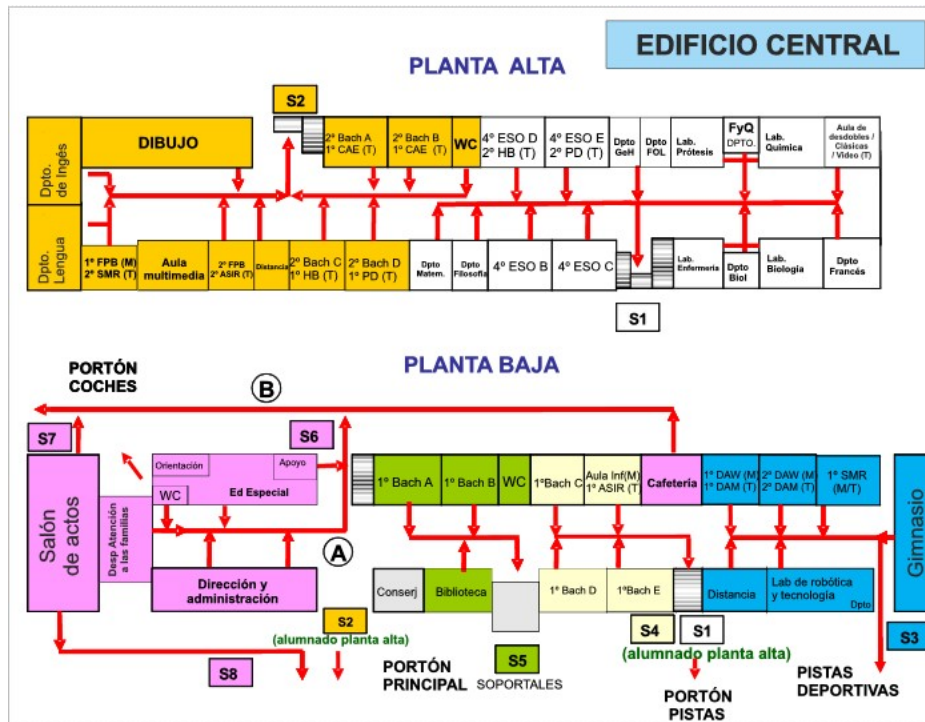 EDIFICIO CENTRAL
PLANTA ALTA
S2
Dpto.
de Ingés
DIBUJO
2º Bach A
1º CAE (T)
2º Bach B
1º CAE (T)
WC
4º ESO D
2º HB (T)
4º ESO E
2º PD (T)
Dpto
GeH
Dpto
FOL
Lab.
Prótesis
FyQ
DPTO.
Lab.
Quimica
Aula de
desdobles /
Clásicas
/ Video (T)
Dpto.
Lengua
1º FPB (M)
2º SMR (T)
Aula
multimedia
2º FPB
2º ASIR (T)
Distancia
2º Bach C
1º HB (T)
2º Bach D
1º PD (T)
Dpto
Matem.
Dpto
Filosofía
4º ESO B
4º ESO C
Lab.
Enfermería
Dpto
Biol
Lab.
Biologia
Dpto
Francés
S1
PLANTA BAJA
PORTÓN
COCHES
B
S7
S6
Salón
de actos
Desp Atención
a las familias
Orientación
Apoyo
WC
Ed Especial
A
Dirección y
administración
1º Bach A
1º Bach B
WC
1ºBach C
Aula Inf(M)
1º ASIR (T)
Cafetería
1º DAW (M)
1º DAM (T)
2º DAW (M)
2º DAM (T)
1º SMR
(M/T)
Gimnasio
Conserj
Biblioteca
1º Bach D
1ºBach E
Distancia
Lab de robótica
y tecnología
Dpto
S2
(alumnado planta alta)
S8
PORTÓN
PRINCIPAL
S5
SOPORTALES
S4
S1
(alumnado planta alta)
PORTÓN
PISTAS
S3
PISTAS
DEPORTIVAS